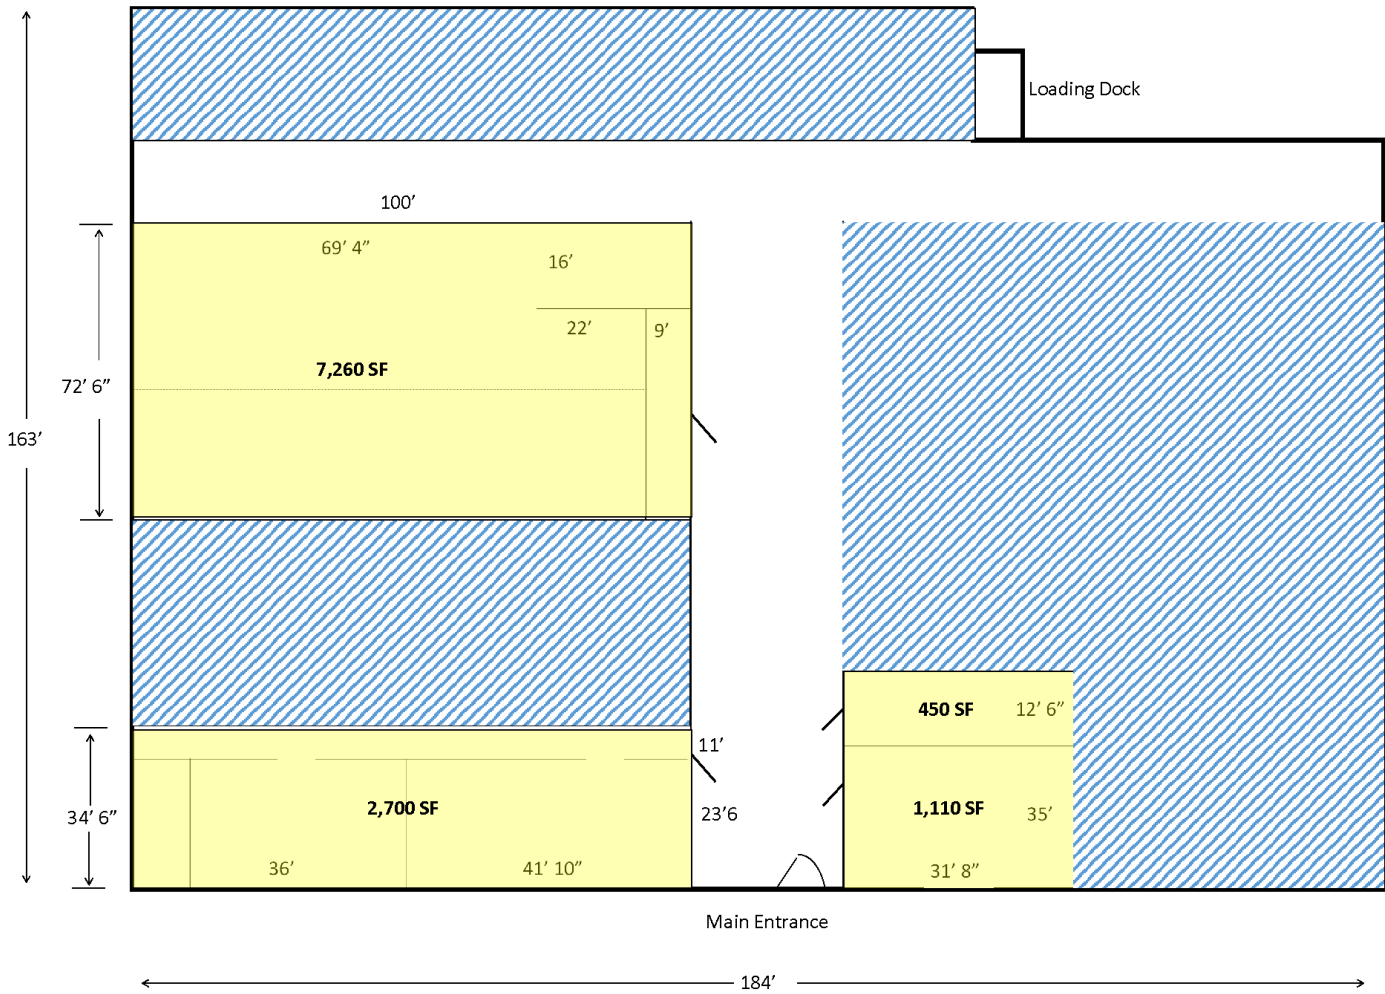 Loading Dock
100’
69’ 4”
16’
22’
9’
7,260 SF
72’ 6”
163’
450 SF
12’ 6”
11’
34’ 6”
2,700 SF
23’6
1,110 SF
35’
36’
41’ 10”
31’ 8”
Main Entrance
184’